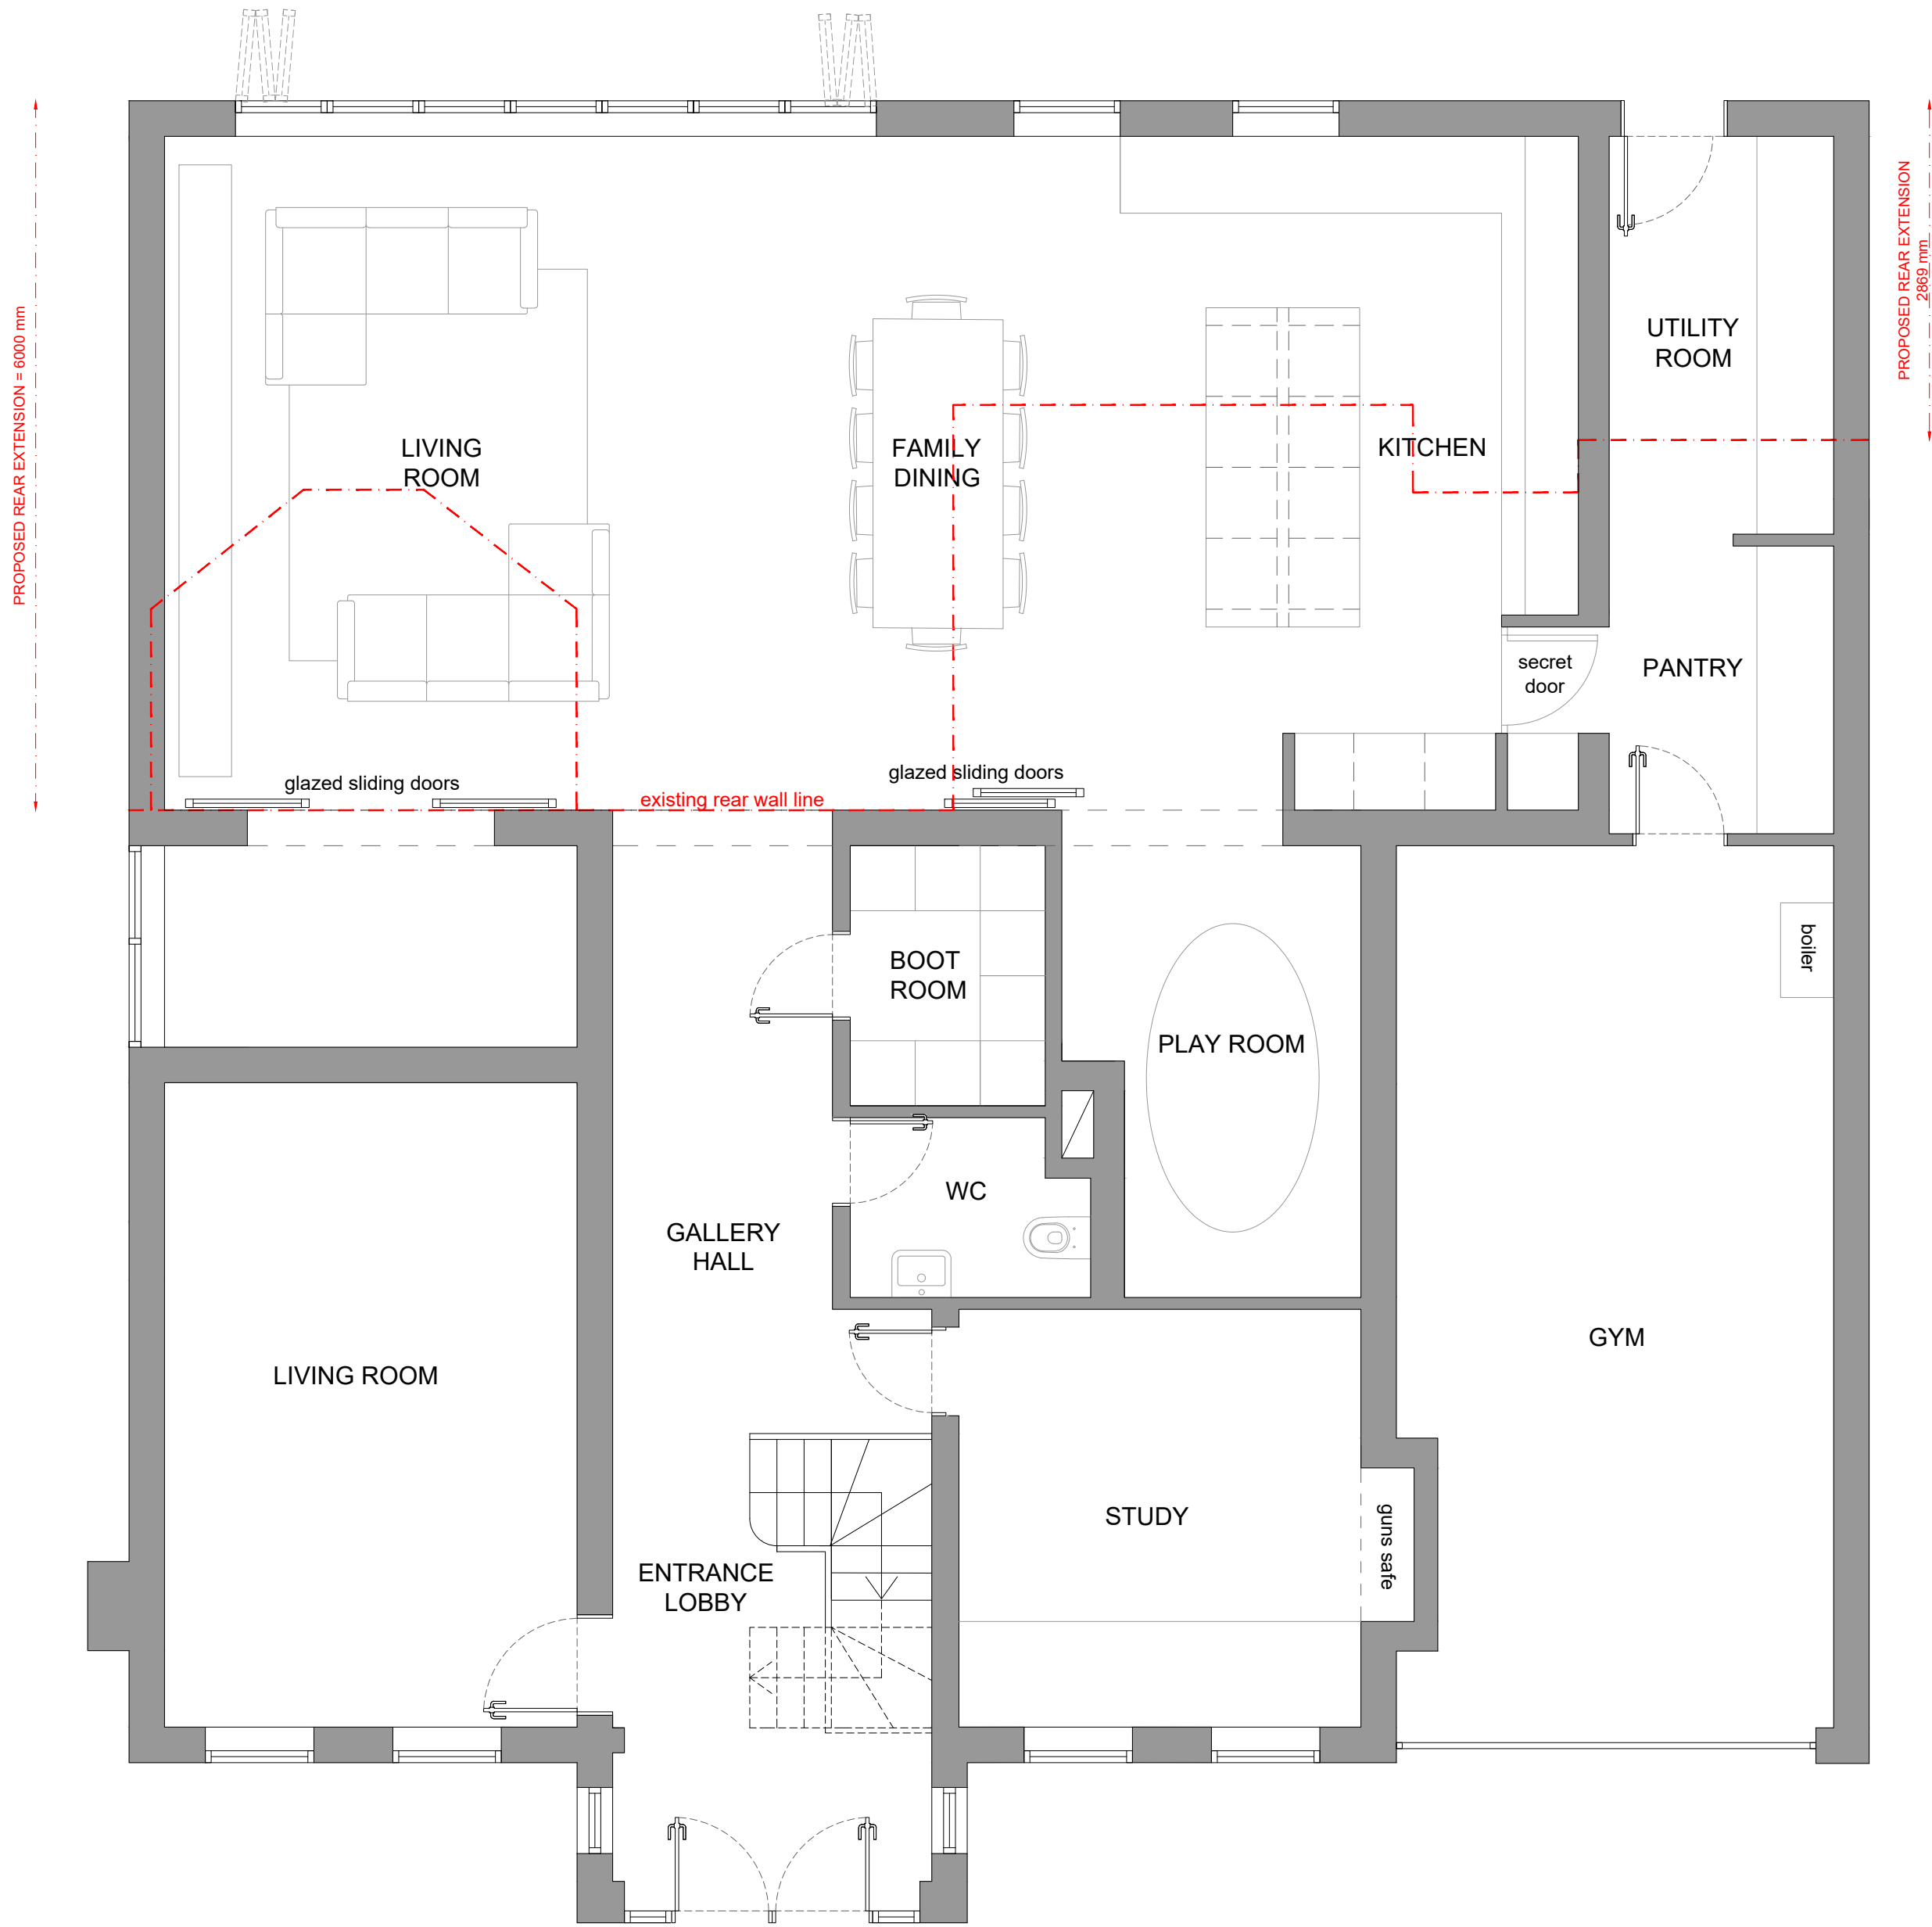 PROPOSED REAR EXTENSION = 6000 mm
PROPOSED REAR EXTENSION
2869 mm
UTILITY
ROOM
LIVING
ROOM
FAMILY
DINING
KITCHEN
secret
door
PANTRY
glazed sliding doors
glazed sliding doors
existing rear wall line
BOOT
ROOM
PLAY ROOM
boiler
WC
GALLERY
HALL
GYM
LIVING ROOM
STUDY
guns safe
ENTRANCE
LOBBY